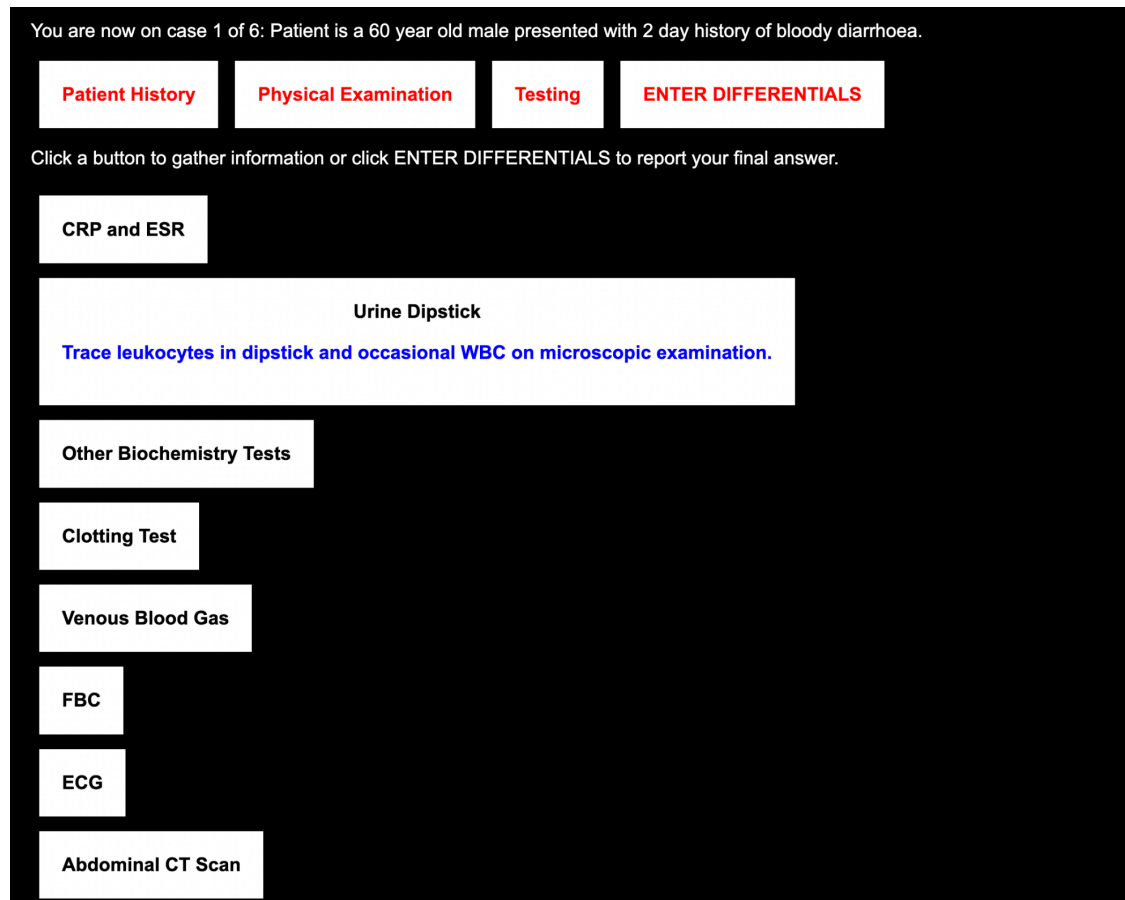 You are now on case 1 of 6: Patient is a 60 year old male presented with 2 day history of bloody diarrhoea.
Patient History Physical Examination Testing ENTER DIFFERENTIALS
Click a button to gather information or click ENTER DIFFERENTIALS to report your final answer.
CRP and ESR
Urine Dipstick
Trace leukocytes in dipstick and occasional WBC on microscopic examination.
Other Biochemistry Tests
Clotting Test
Venous Blood Gas
FBC
ECG
Abdominal CT Scan